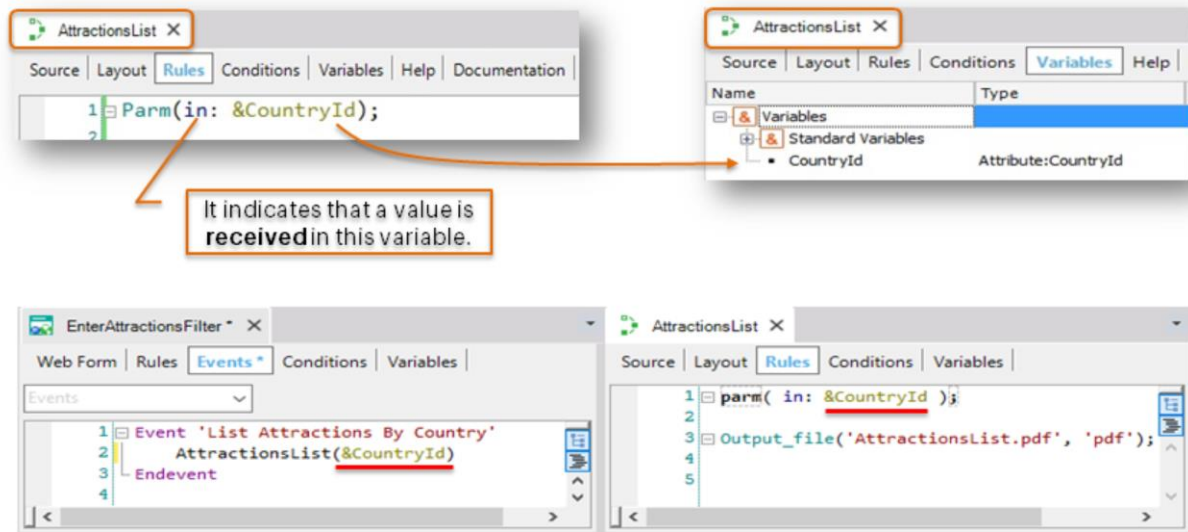 AttractionsList ×
Source | Layout | Rules | Conditions | Variables | Help | Documentation |
1 Parm(in: &CountryId);
2
AttractionsList ×
Source | Layout | Rules | Conditions | Variables | Help |
Name Type
& Variables
& Standard Variables
CountryId Attribute:CountryId
It indicates that a value is
received in this variable.
EnterAttractionsFilter * ×
Web Form | Rules | Events * | Conditions | Variables |
Events
1 Event 'List Attractions By Country'
2 AttractionsList(&CountryId)
3 Endevent
4
AttractionsList ×
Source | Layout | Rules | Conditions | Variables |
1 parm( in: &CountryId );
2
3 Output_file('AttractionsList.pdf', 'pdf');
4
5